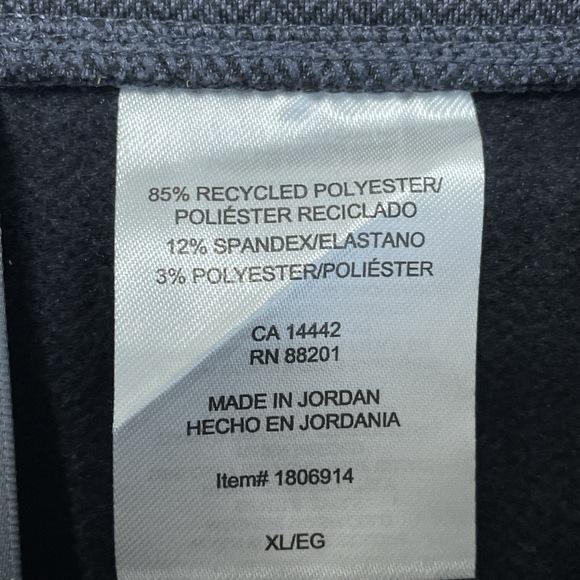 85% RECYCLED POLYESTER/
POLIÉSTER RECICLADO
12% SPANDEX/ELASTANO
3% POLYESTER/POLIÉSTER
CA 14442
RN 88201
MADE IN JORDAN
HECHO EN JORDANIA
Item# 1806914
XL/EG